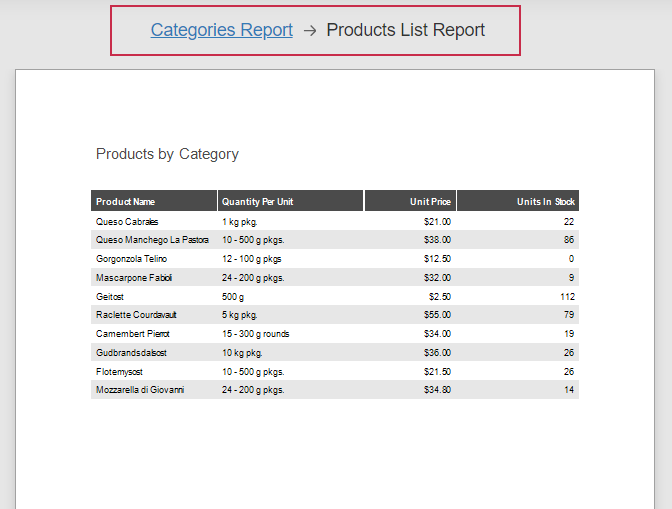 Categories Report → Products List Report
Products by Category
Product Name Quantity Per Unit Unit Price Units In Stock
Queso Cabrales 1 kg pkg. $21.00 22
Queso Manchego La Pastora 10 - 500 g pkgs. $38.00 86
Gorgonzola Telino 12 - 100 g pkgs $12.50 0
Mascarpone Fabioli 24 - 200 g pkgs. $32.00 9
Geitost 500 g $2.50 112
Raclette Courdavault 5 kg pkg. $55.00 79
Camembert Pierrot 15 - 300 g rounds $34.00 19
Gudbrandsdalsost 10 kg pkg. $36.00 26
Flotemysost 10 - 500 g pkgs. $21.50 26
Mozzarella di Giovanni 24 - 200 g pkgs. $34.80 14